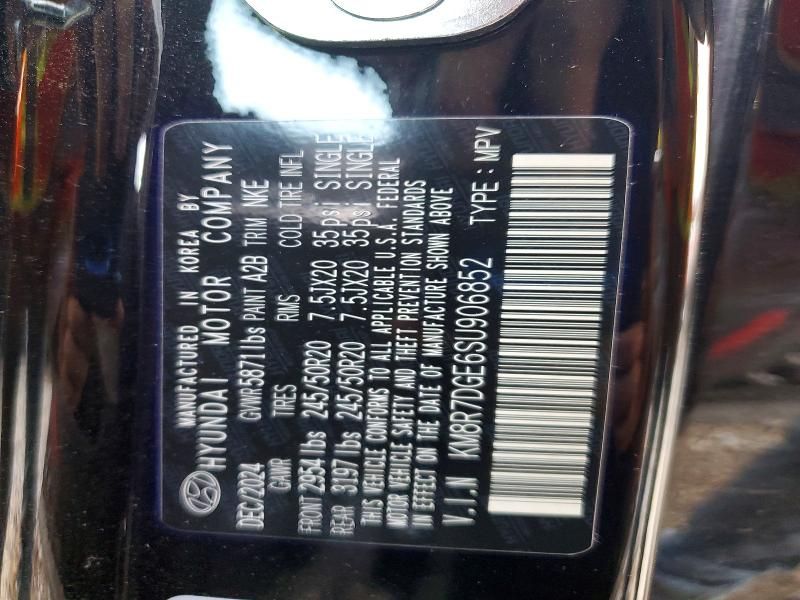 MANUFACTURED IN KOREA BY
HYUNDAI MOTOR COMPANY
DEC/2024 GVWR5871lbs PAINT A2B TRIM NKE
GAWR TIRES RIMS COLD TIRE INFL
FRONT 2954 lbs 245/50R20 7.5JX20 35psi SINGLE
REAR 3197 lbs 245/50R20 7.5JX20 35psi SINGLE
THIS VEHICLE CONFORMS TO ALL APPLICABLE U.S.A FEDERAL
MOTOR VEHICLE SAFETY AND THEFT PREVENTION STANDARDS
IN EFFECT ON THE DATE OF MANUFACTURE SHOWN ABOVE
V.I.N KM8R7DGE6SU906852 TYPE : MPV